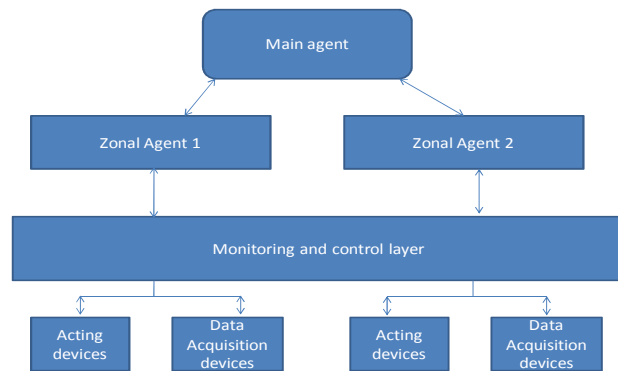 Main agent
Zonal Agent 1
Zonal Agent 2
Monitoring and control layer
Acting
devices
Data
Acquisition
devices
Acting
devices
Data
Acquisition
devices